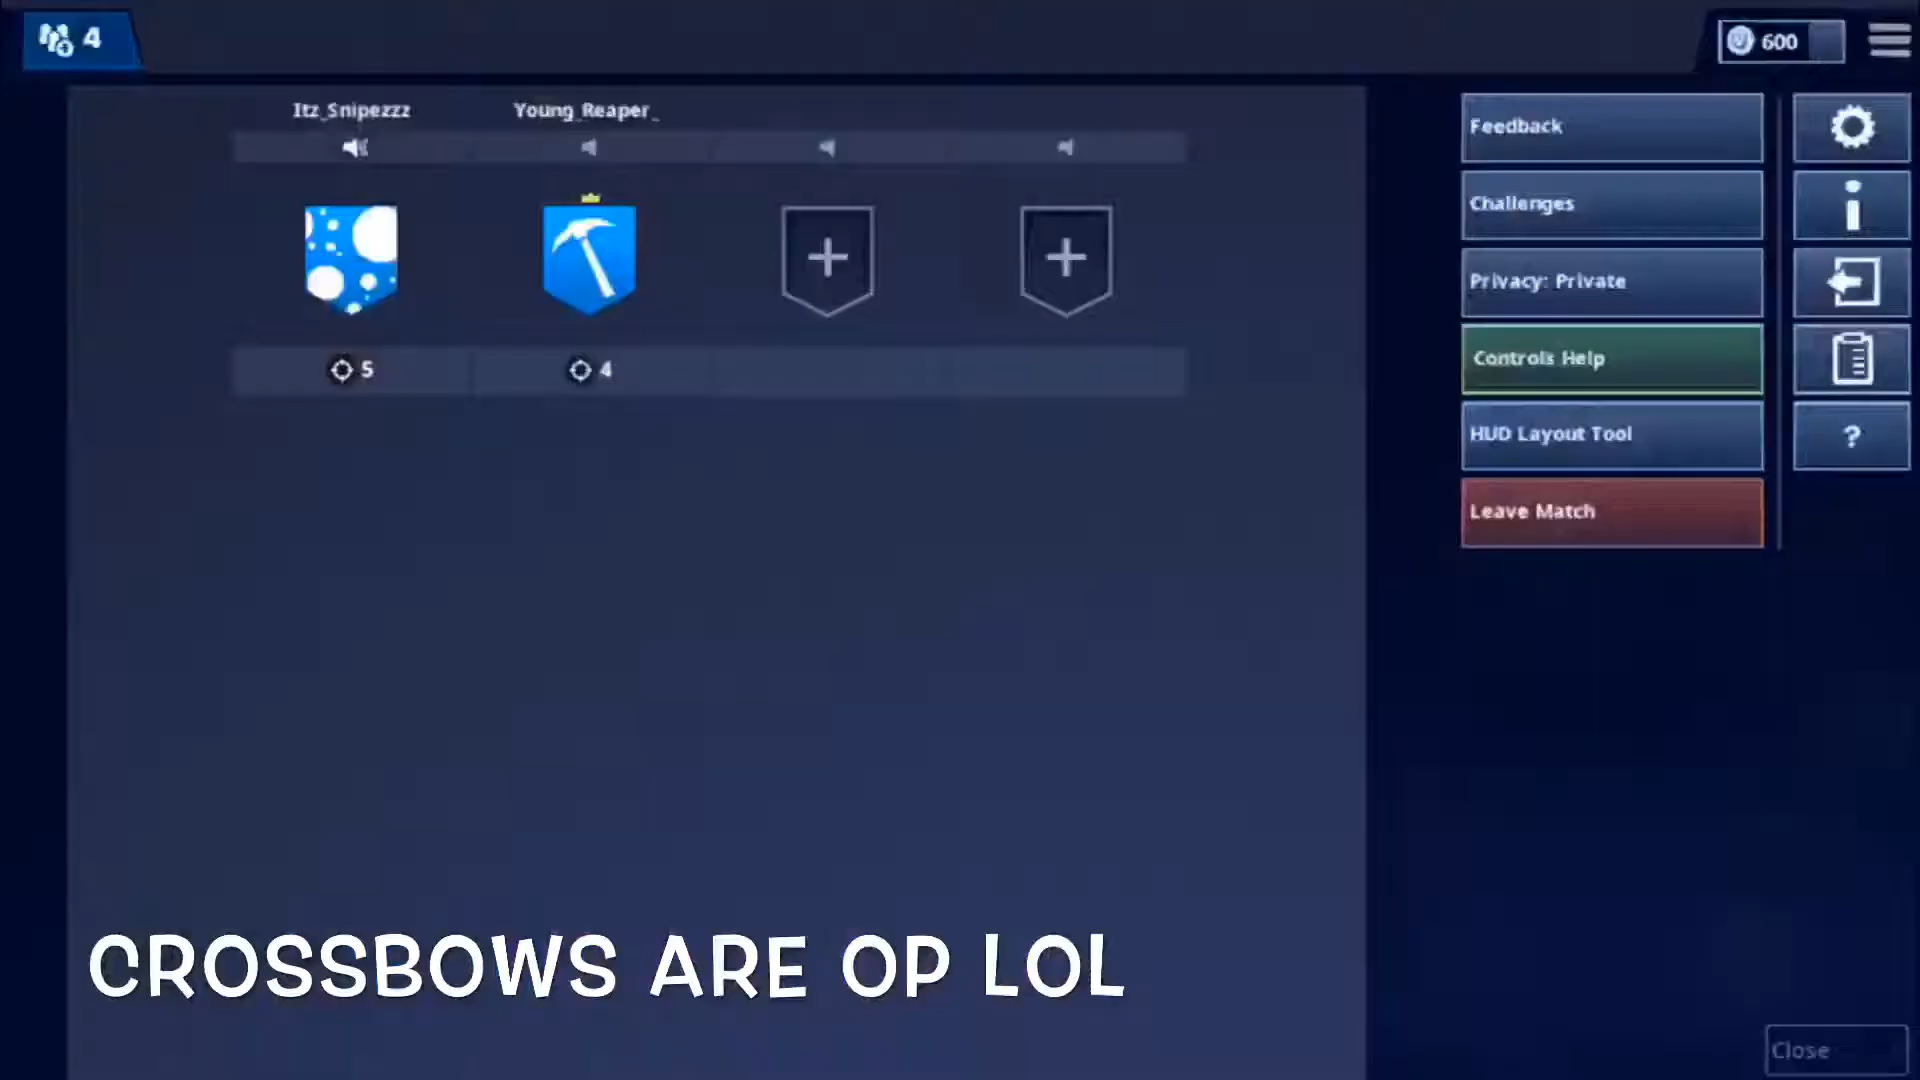 4
600
Itz_Snipezzz
Young_Reaper_
5
4
Feedback
Challenges
Privacy: Private
Controls Help
HUD Layout Tool
?
Leave Match
CROSSBOWS ARE OP LOL
Close